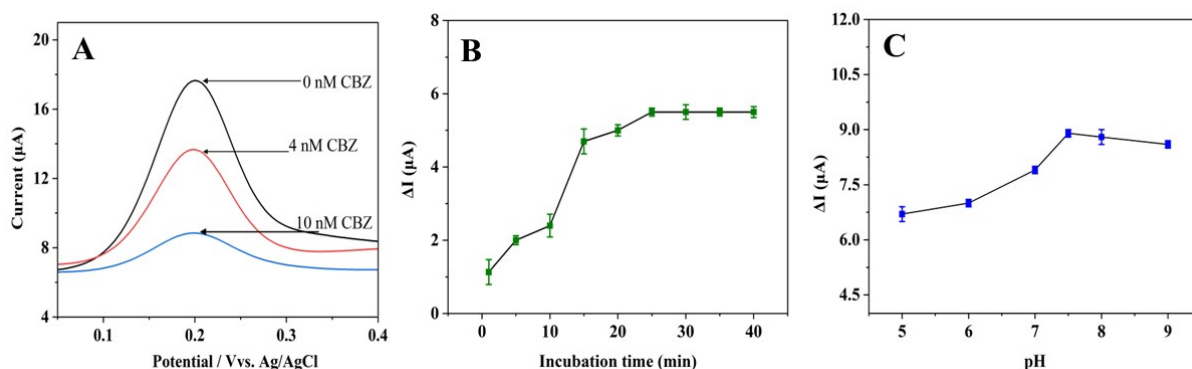 A
20
16
12
8
4
Current (µA)
0 nM CBZ
4 nM CBZ
10 nM CBZ
0.1
0.2
0.3
0.4
Potential / Vvs. Ag/AgCl
B
8
6
4
2
0
ΔI (µA)
0
10
20
30
40
Incubation time (min)
C
12.0
10.5
9.0
7.5
6.0
4.5
ΔI (µA)
5
6
7
8
9
pH